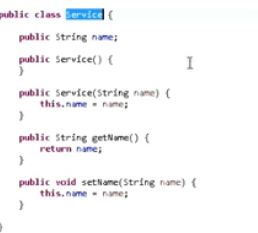 public class Service {
public String name;
public Service() {
}
public Service(String name) {
this.name = name;
}
public String getName() {
return name;
}
public void setName(String name) {
this.name = name;
}
}